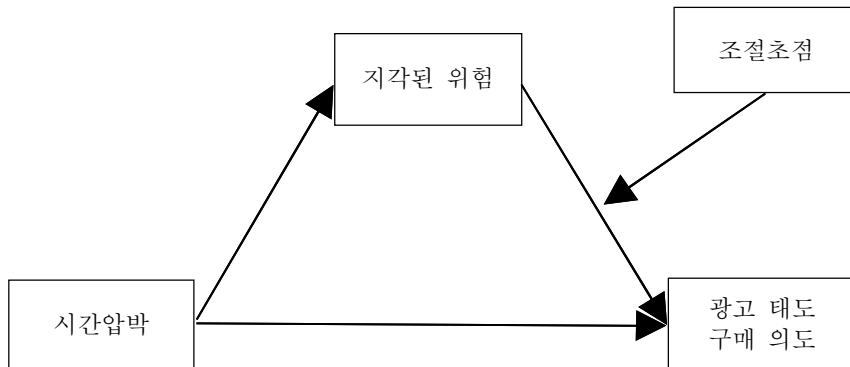 조절초점
지각된 위험
시간압박
광고 태도
구매 의도